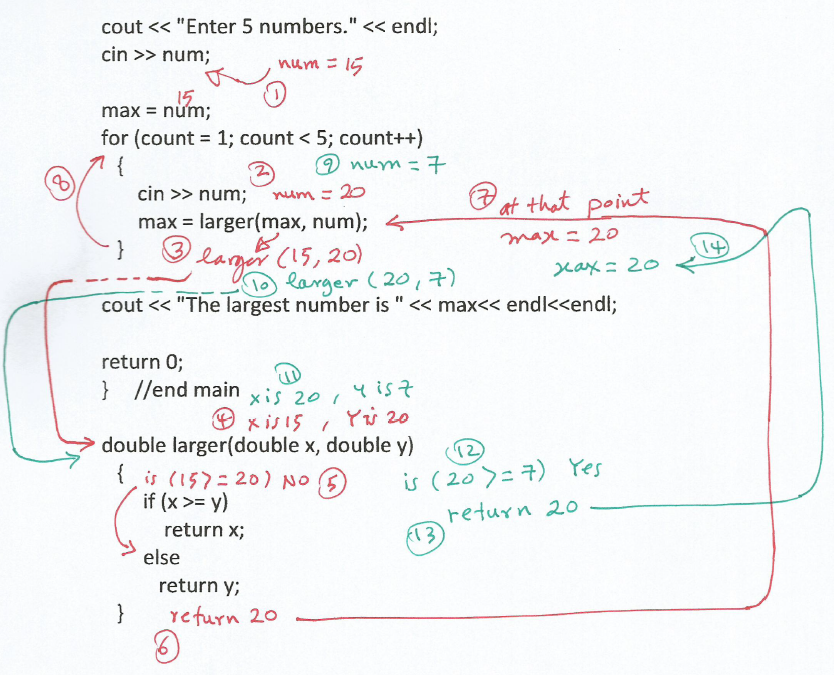 cout << "Enter 5 numbers." << endl;
cin >> num;
num = 15
1
15
max = num;
for (count = 1; count < 5; count++)
{
2
9 num = 7
8
cin >> num;
num = 20
7 at that point
max = larger(max, num);
max = 20
}
3 larger (15, 20)
xax = 20
14
10 larger (20, 7)
cout << "The largest number is " << max<< endl<<endl;
return 0;
11
} //end main
x is 20, y is 7
4 x is 15, Y is 20
double larger(double x, double y)
12
{
is (15 >= 20) NO 5
is (20 >= 7) Yes
if (x >= y)
return 20
return x;
13
else
return y;
}
return 20
6